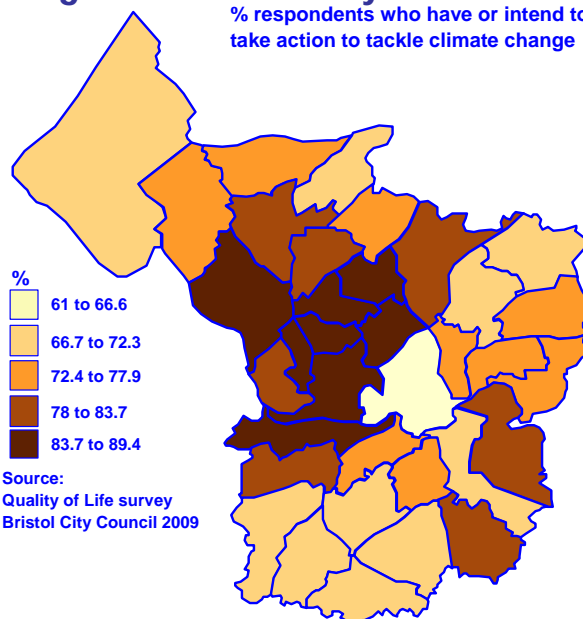 % respondents who have or intend to
take action to tackle climate change
%
61 to 66.6
66.7 to 72.3
72.4 to 77.9
78 to 83.7
83.7 to 89.4
Source:
Quality of Life survey
Bristol City Council 2009